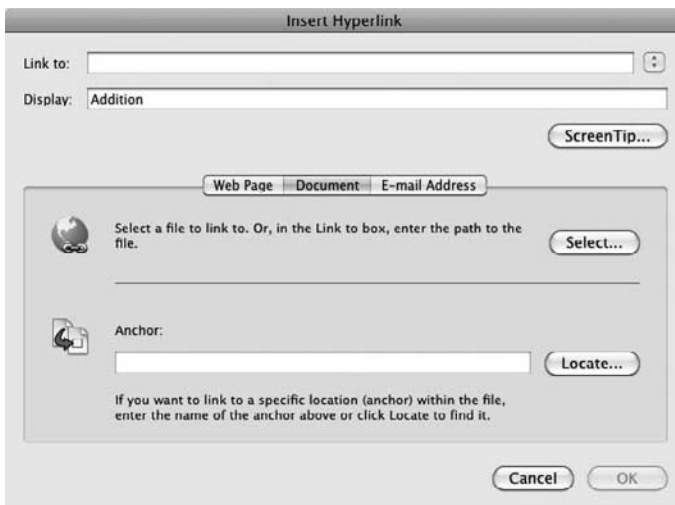 Insert Hyperlink
Link to:
Display: Addition
ScreenTip...
Web Page Document E-mail Address
Select a file to link to. Or, in the Link to box, enter the path to the
file.
Select...
Anchor:
Locate...
If you want to link to a specific location (anchor) within the file,
enter the name of the anchor above or click Locate to find it.
Cancel OK